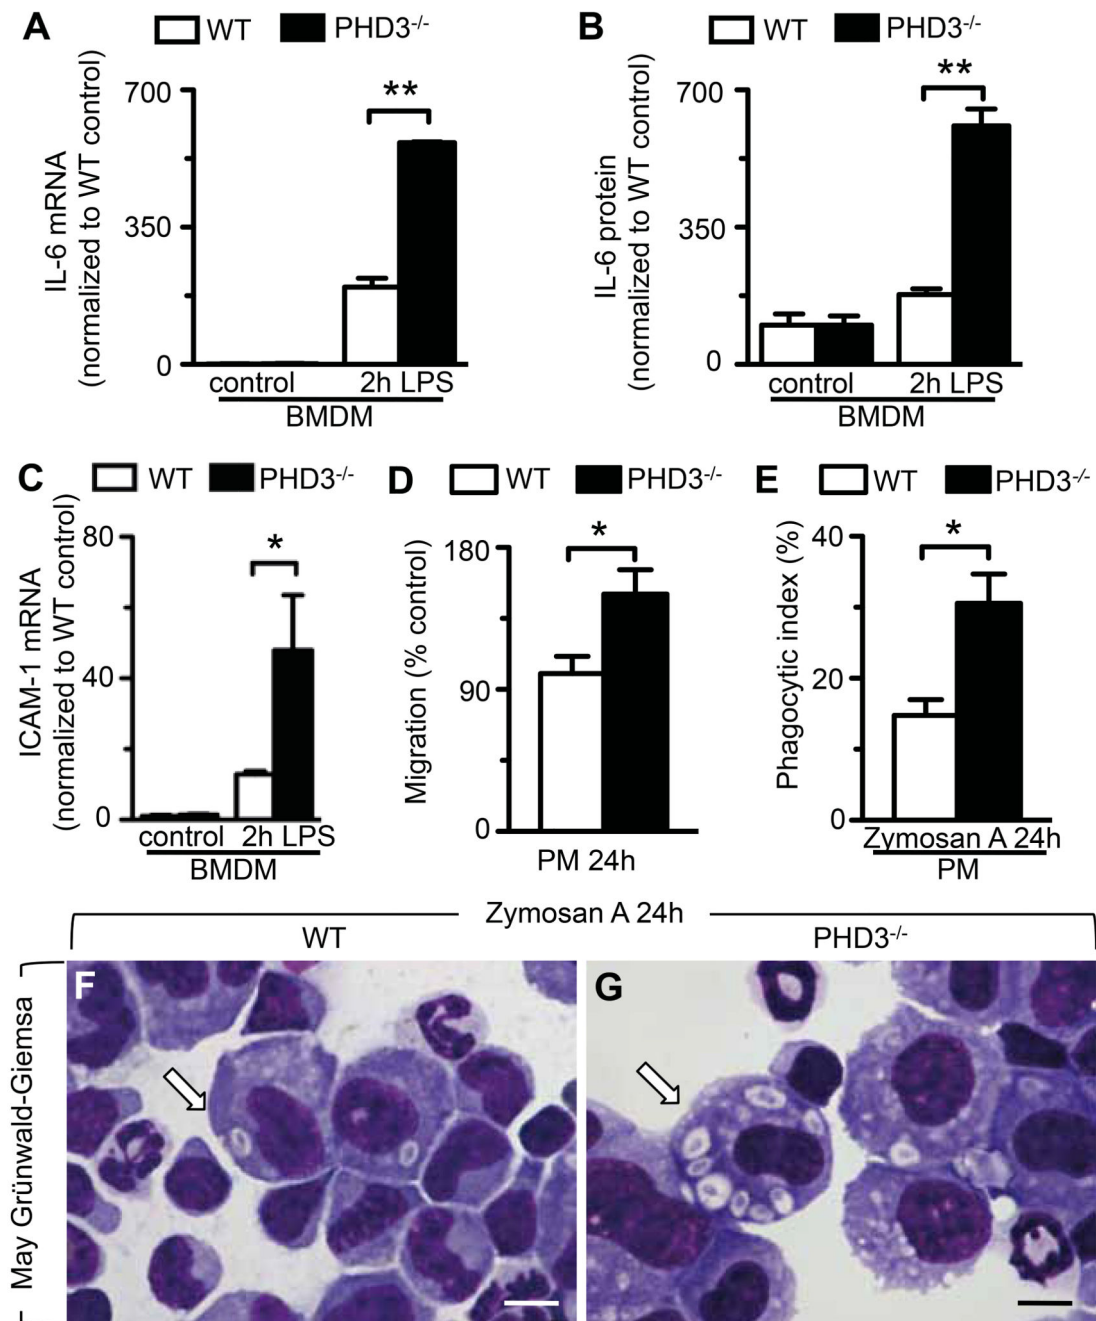 A WT PHD3-/-
IL-6 mRNA
(normalized to WT control)
700
350
0
control 2h LPS
BMDM
**
B WT PHD3-/-
IL-6 protein
(normalized to WT control)
700
350
0
control 2h LPS
BMDM
**
C WT PHD3-/-
ICAM-1 mRNA
(normalized to WT control)
80
40
0
control 2h LPS
BMDM
*
D WT PHD3-/-
Migration (% control)
180
90
0
PM 24h
*
E WT PHD3-/-
Phagocytic index (%)
40
20
0
Zymosan A 24h
PM
*
Zymosan A 24h
WT PHD3-/-
May Grünwald-Giemsa
F
G